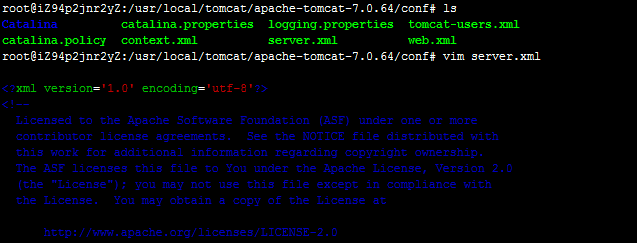 root@iZ94p2jnr2yZ:/usr/local/tomcat/apache-tomcat-7.0.64/conf# ls
Catalina catalina.properties logging.properties tomcat-users.xml
catalina.policy context.xml server.xml web.xml
root@iZ94p2jnr2yZ:/usr/local/tomcat/apache-tomcat-7.0.64/conf# vim server.xml
<?xml version='1.0' encoding='utf-8'?>
<!--
Licensed to the Apache Software Foundation (ASF) under one or more
contributor license agreements. See the NOTICE file distributed with
this work for additional information regarding copyright ownership.
The ASF licenses this file to You under the Apache License, Version 2.0
(the "License"); you may not use this file except in compliance with
the License. You may obtain a copy of the License at
http://www.apache.org/licenses/LICENSE-2.0